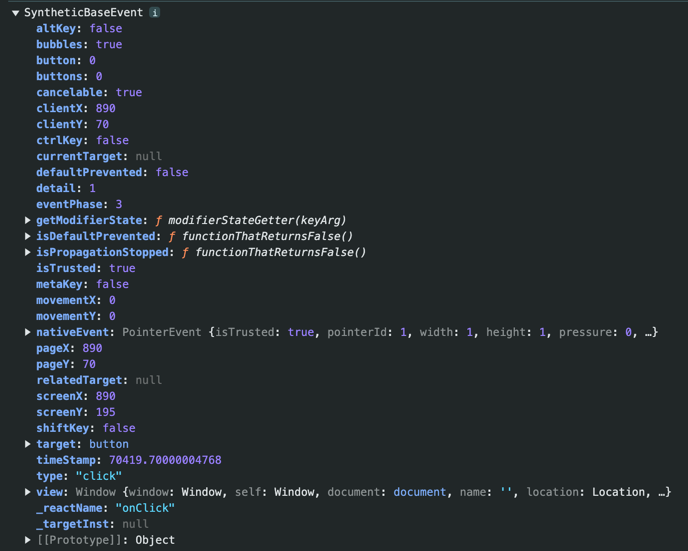 ▼ SyntheticBaseEvent i
altKey: false
bubbles: true
button: 0
buttons: 0
cancelable: true
clientX: 890
clientY: 70
ctrlKey: false
currentTarget: null
defaultPrevented: false
detail: 1
eventPhase: 3
▶ getModifierState: ƒ modifierStateGetter(keyArg)
▶ isDefaultPrevented: ƒ functionThatReturnsFalse()
▶ isPropagationStopped: ƒ functionThatReturnsFalse()
isTrusted: true
metaKey: false
movementX: 0
movementY: 0
▶ nativeEvent: PointerEvent {isTrusted: true, pointerId: 1, width: 1, height: 1, pressure: 0, …}
pageX: 890
pageY: 70
relatedTarget: null
screenX: 890
screenY: 195
shiftKey: false
▶ target: button
timeStamp: 70419.70000004768
type: "click"
▶ view: Window {window: Window, self: Window, document: document, name: '', location: Location, …}
_reactName: "onClick"
_targetInst: null
▶ [[Prototype]]: Object